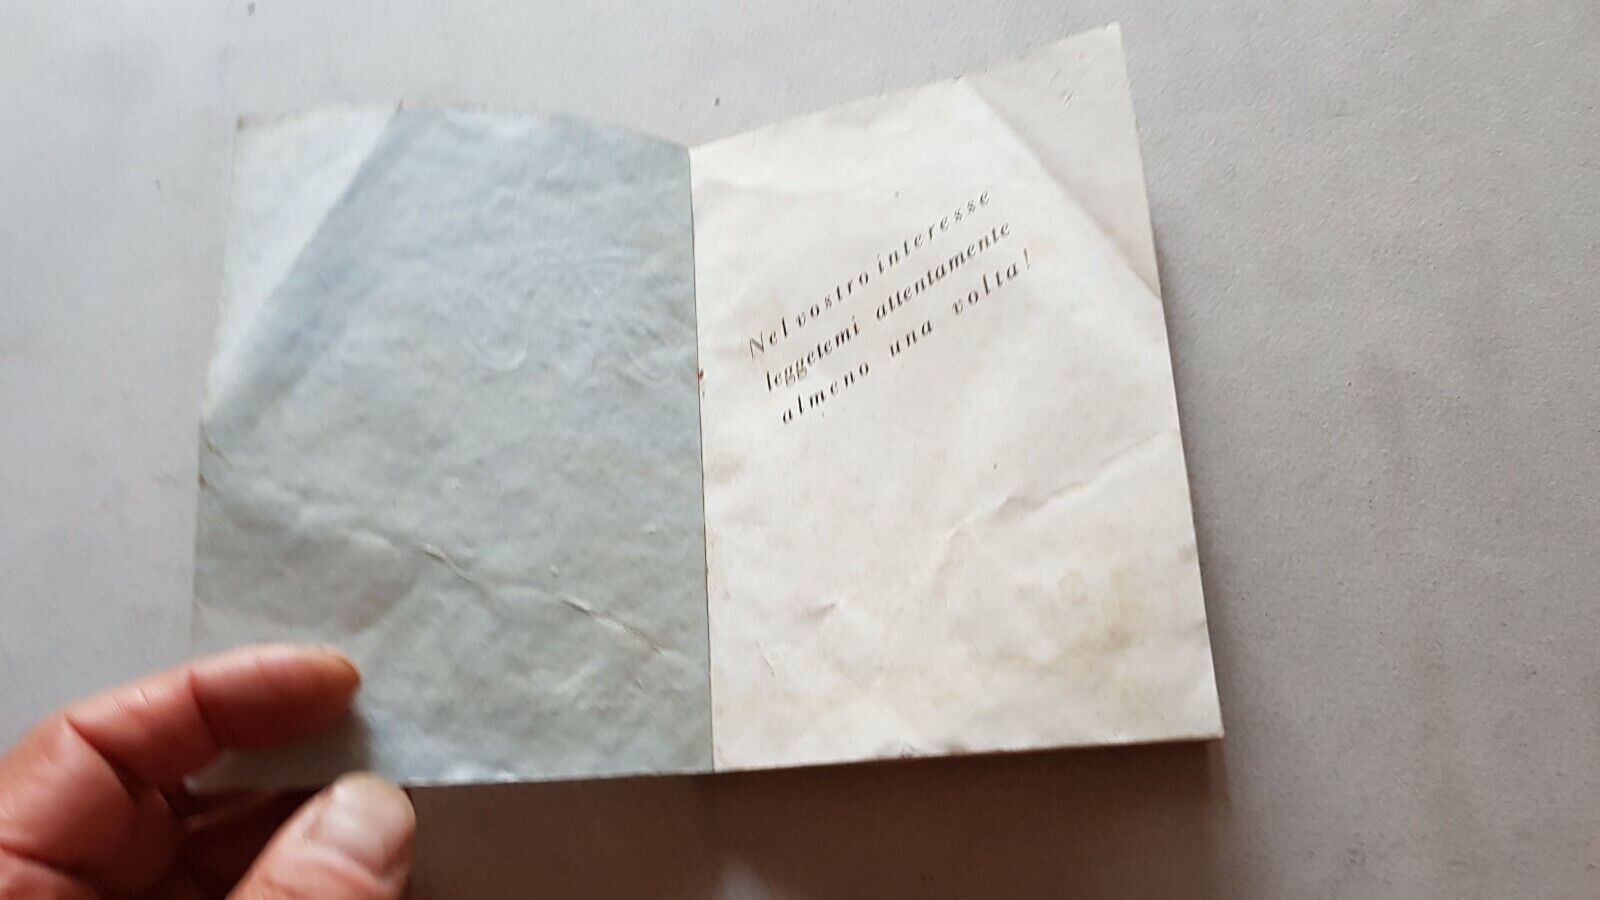 Nel vostro interesse
leggetemi attentamente
almeno una volta!